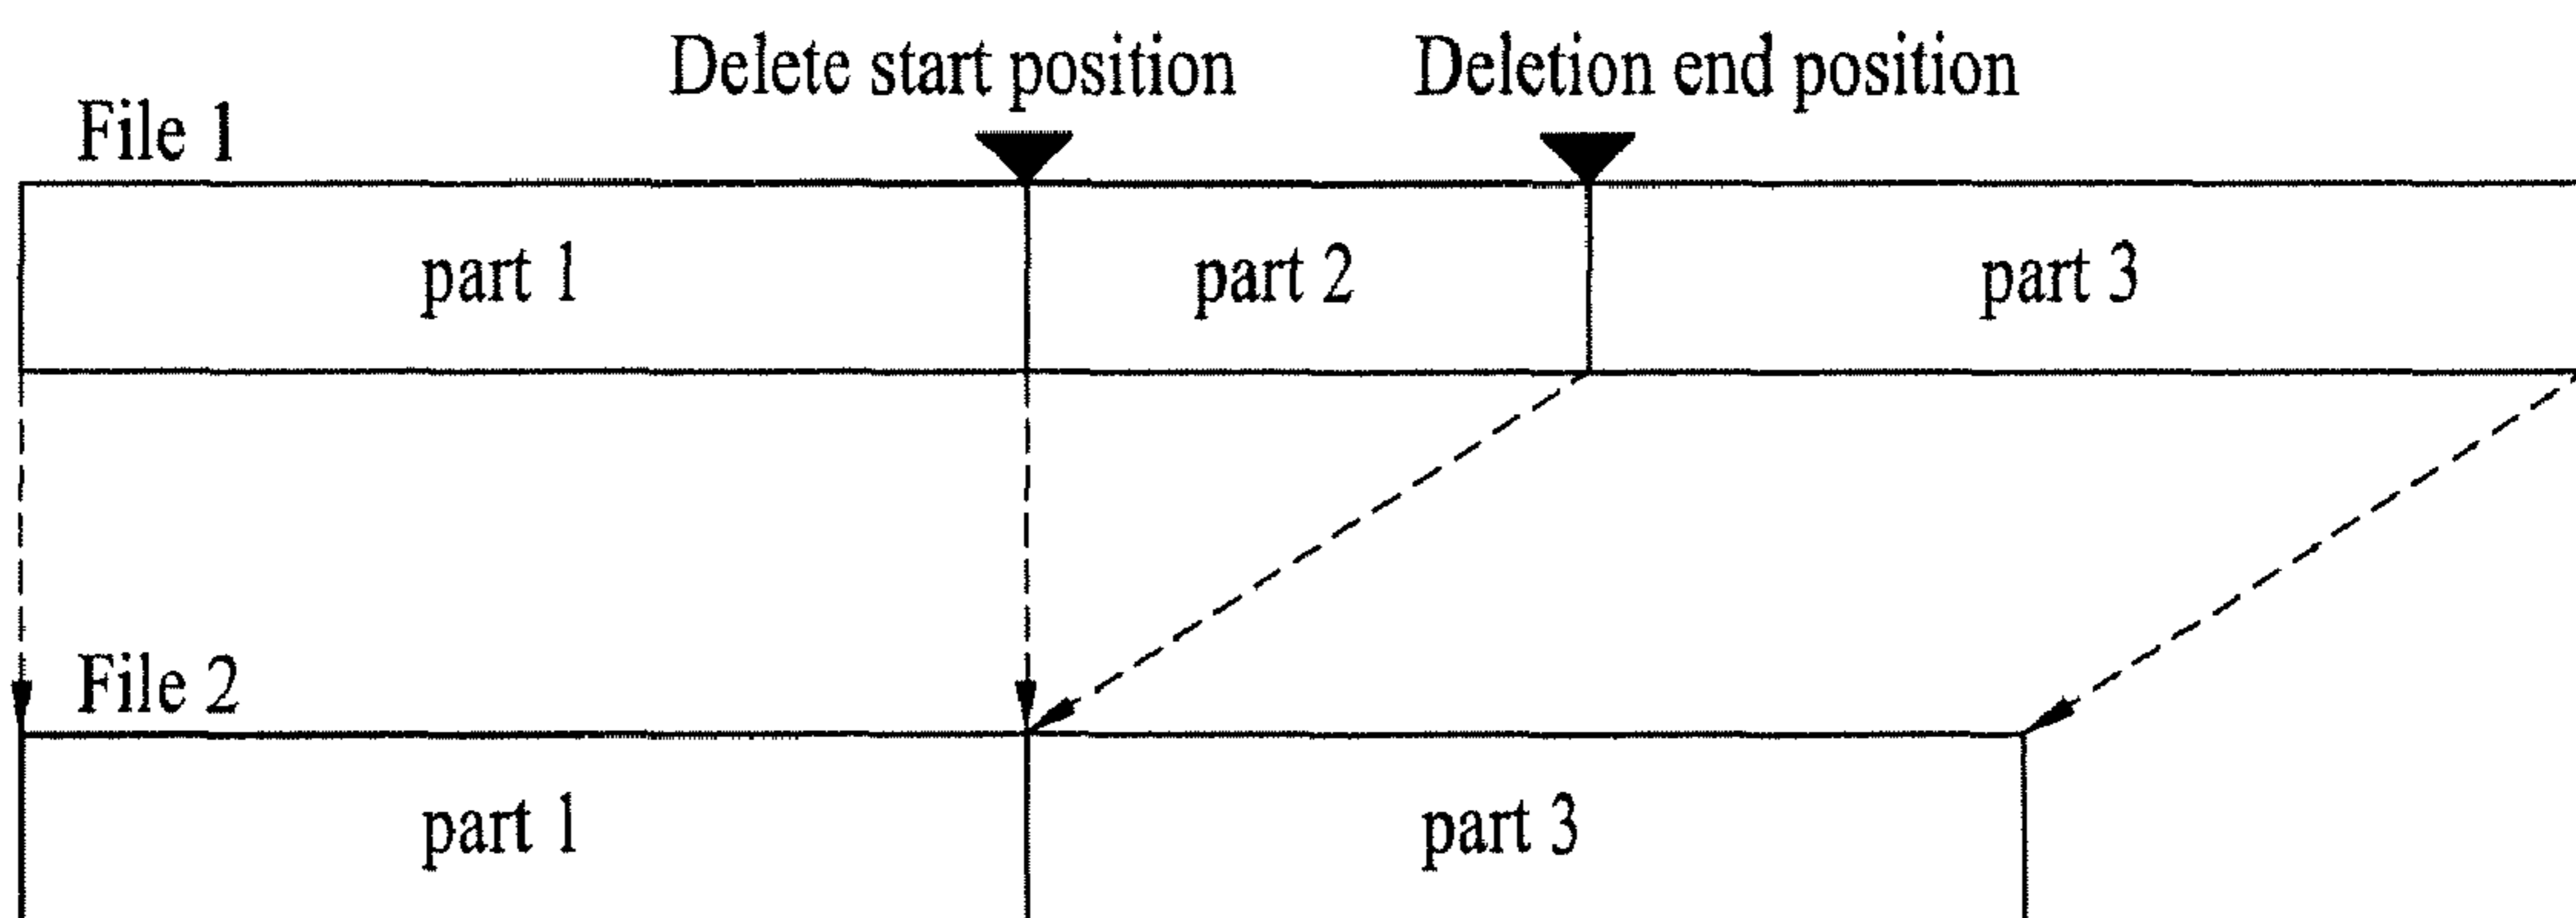 Delete start position Deletion end position
File 1
part 1 part 2 part 3
File 2
part 1 part 3